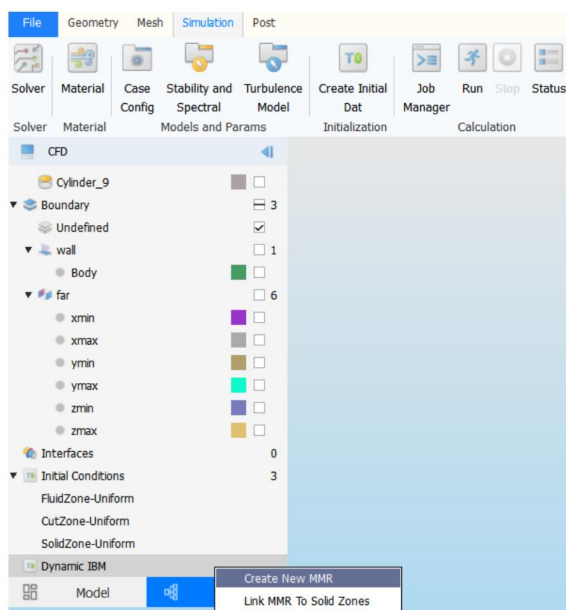 File Geometry Mesh Simulation Post
Solver Material Case Stability and Turbulence Create Initial Job Run Stop Status
Config Spectral Model Dat Manager
Solver Material Models and Params Initialization Calculation
CFD
Cylinder_9
Boundary 3
Undefined
wall 1
Body
far 6
xmin
xmax
ymin
ymax
zmin
zmax
Interfaces 0
Initial Conditions 3
FluidZone-Uniform
CutZone-Uniform
SolidZone-Uniform
Dynamic IBM
Create New MMR
Model
Link MMR To Solid Zones